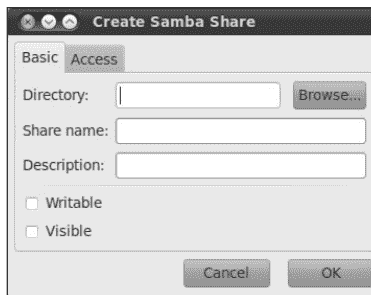 Create Samba Share
Basic Access
Directory: Browse...
Share name:
Description:
Writable
Visible
Cancel OK